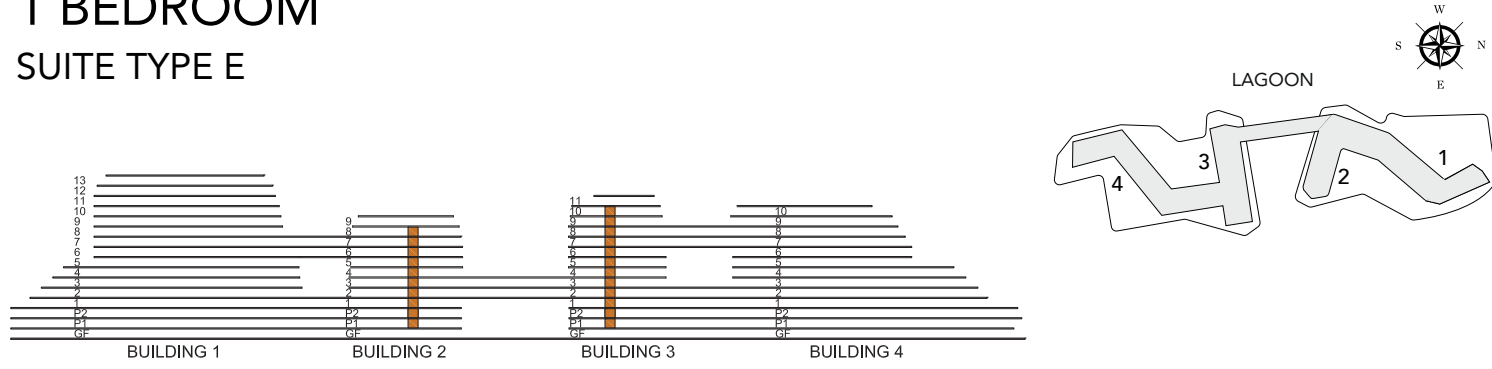 1 BEDROOM
SUITE TYPE E
W
S
N
E
LAGOON
3
4
2
1
13
12
11
10
9
8
7
6
5
4
3
2
1
P2
P1
GF
9
8
7
6
5
4
3
2
1
P2
P1
GF
11
10
9
8
7
6
5
4
3
2
1
P2
P1
GF
10
9
8
7
6
5
4
3
2
1
P2
P1
GF
BUILDING 1
BUILDING 2
BUILDING 3
BUILDING 4